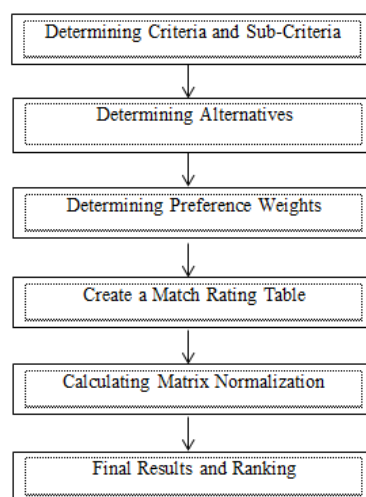 Determining Criteria and Sub-Criteria
Determining Alternatives
Determining Preference Weights
Create a Match Rating Table
Calculating Matrix Normalization
Final Results and Ranking